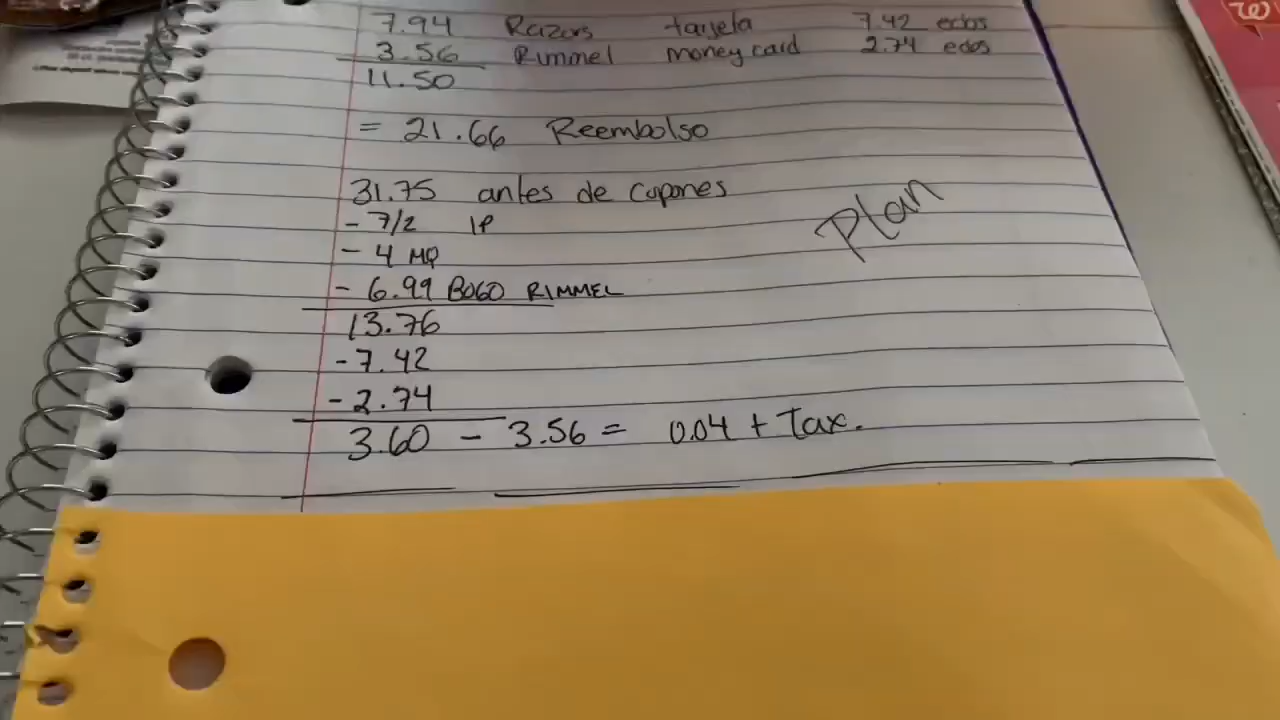 7.94 Razors tarjeta 7.42 ectos
3.56 Rimmel money card 2.74 ectos
11.50
= 21.66 Reembolso
31.75 antes de cupones
- 7/2 IP
- 4 MQ
- 6.99 BOGO RIMMEL
13.76
- 7.42
- 2.74
3.60 - 3.56 = 0.04 + Tax.
Plan